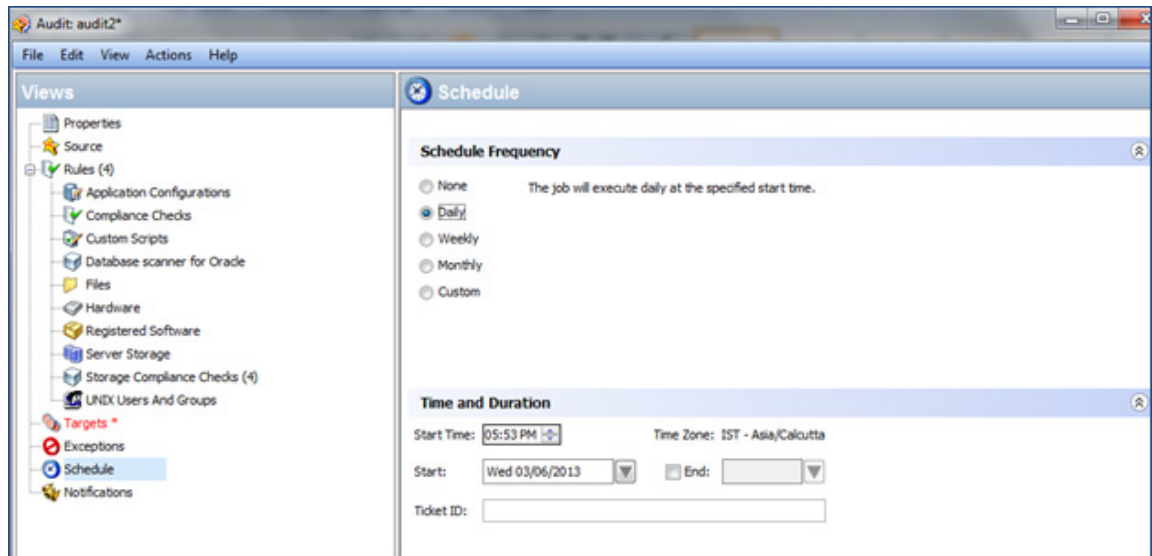 Audit: audit2*
File Edit View Actions Help
Views
Properties
Source
Rules (4)
Application Configurations
Compliance Checks
Custom Scripts
Database scanner for Oracle
Files
Hardware
Registered Software
Server Storage
Storage Compliance Checks (4)
UNIX Users And Groups
Targets *
Exceptions
Schedule
Notifications
Schedule
Schedule Frequency
None The job will execute daily at the specified start time.
Daily
Weekly
Monthly
Custom
Time and Duration
Start Time: 05:53 PM Time Zone: IST - Asia/Calcutta
Start: Wed 03/06/2013 End:
Ticket ID: